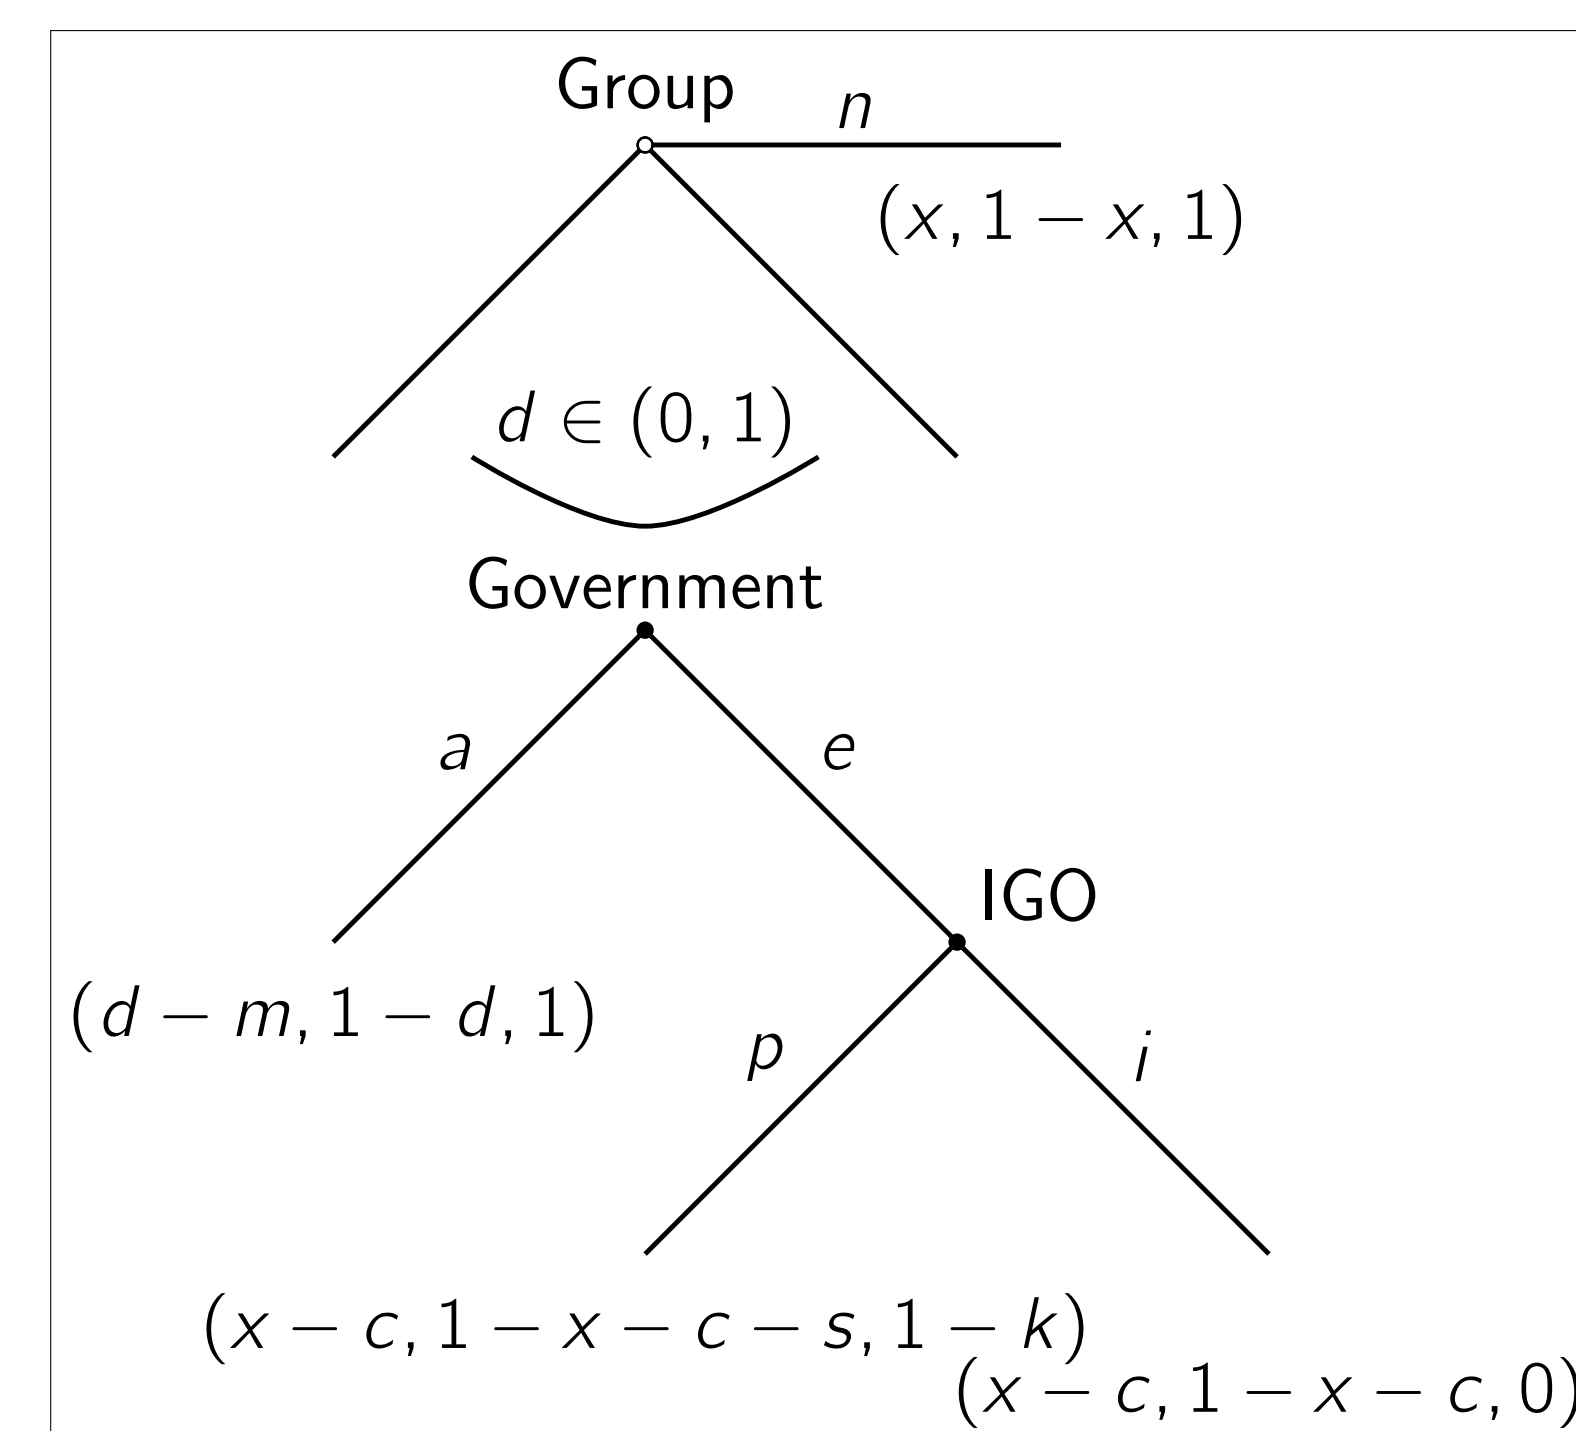 Group
n
(x, 1 − x, 1)
d ∈ (0, 1)
Government
a
e
IGO
(d − m, 1 − d, 1)
p
i
(x − c, 1 − x − c − s, 1 − k)
(x − c, 1 − x − c, 0)